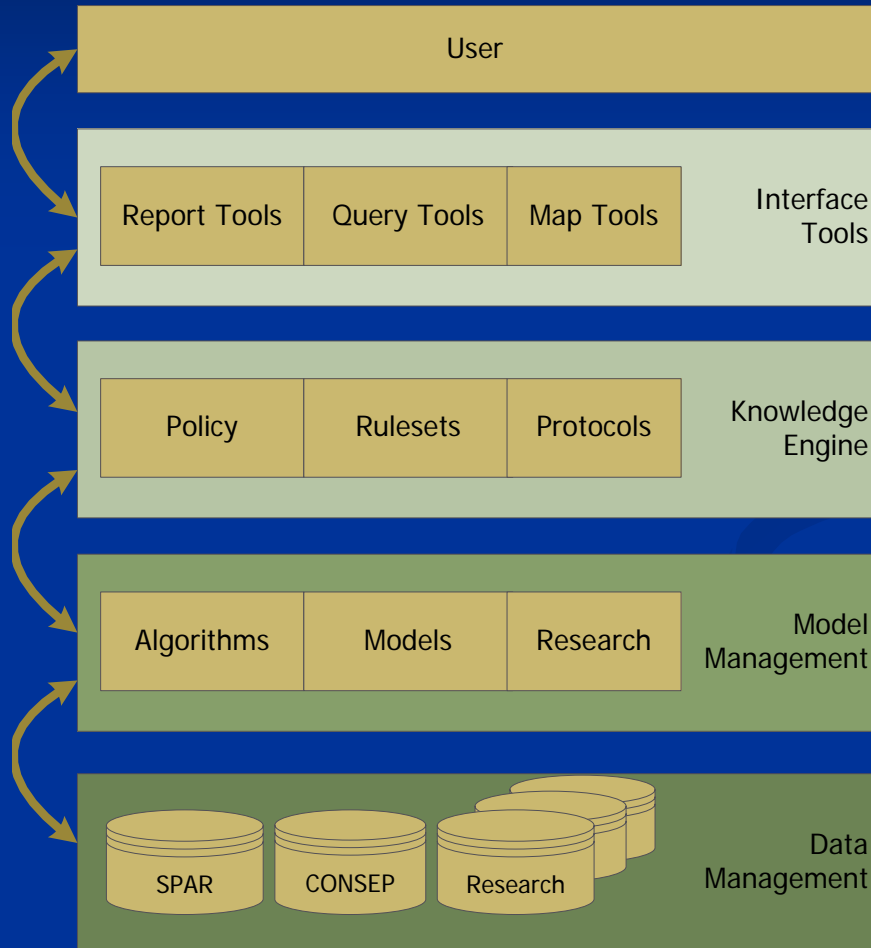 User
Report Tools
Query Tools
Map Tools
Interface
Tools
Policy
Rulesets
Protocols
Knowledge
Engine
Algorithms
Models
Research
Model
Management
SPAR
CONSEP
Research
Data
Management